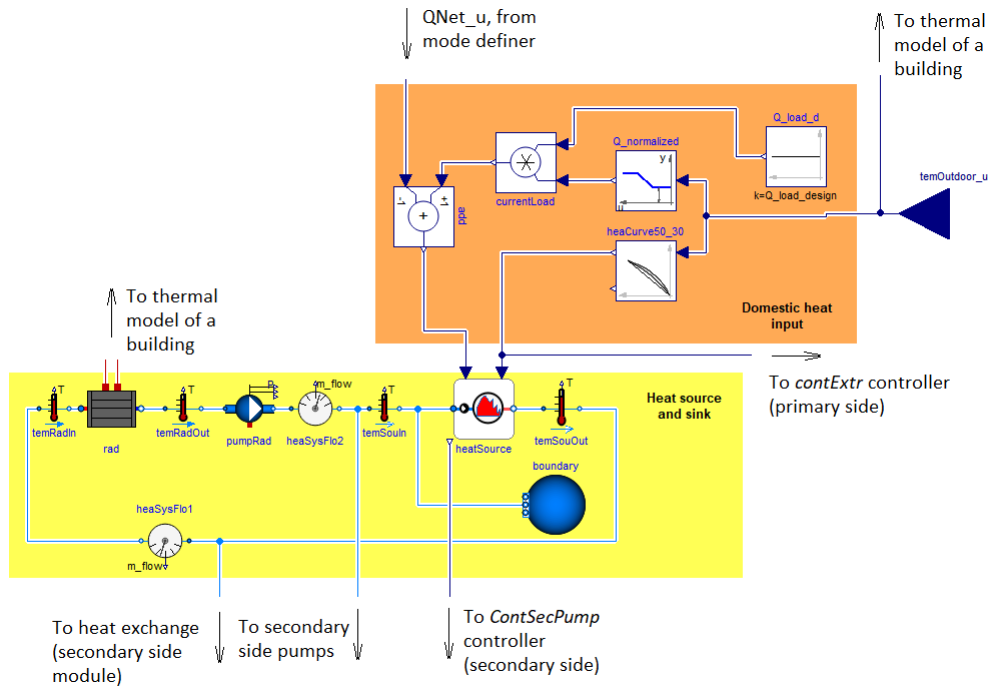 QNet_u, from
mode definer
To thermal
model of a
building
Q_load_d
k=Q_load_design
temOutdoor_u
Q_normalized
y
u
currentLoad
-1
+1
+
add
heaCurve50_30
Domestic heat
input
To thermal
model of a
building
To contExtr controller
(primary side)
Heat source
and sink
T
temRadIn
rad
T
temRadOut
P
pumpRad
m_flow
heaSysFlo2
T
temSouIn
heatSource
T
temSouOut
boundary
heaSysFlo1
m_flow
To heat exchange
(secondary side
module)
To secondary
side pumps
To ContSecPump
controller
(secondary side)